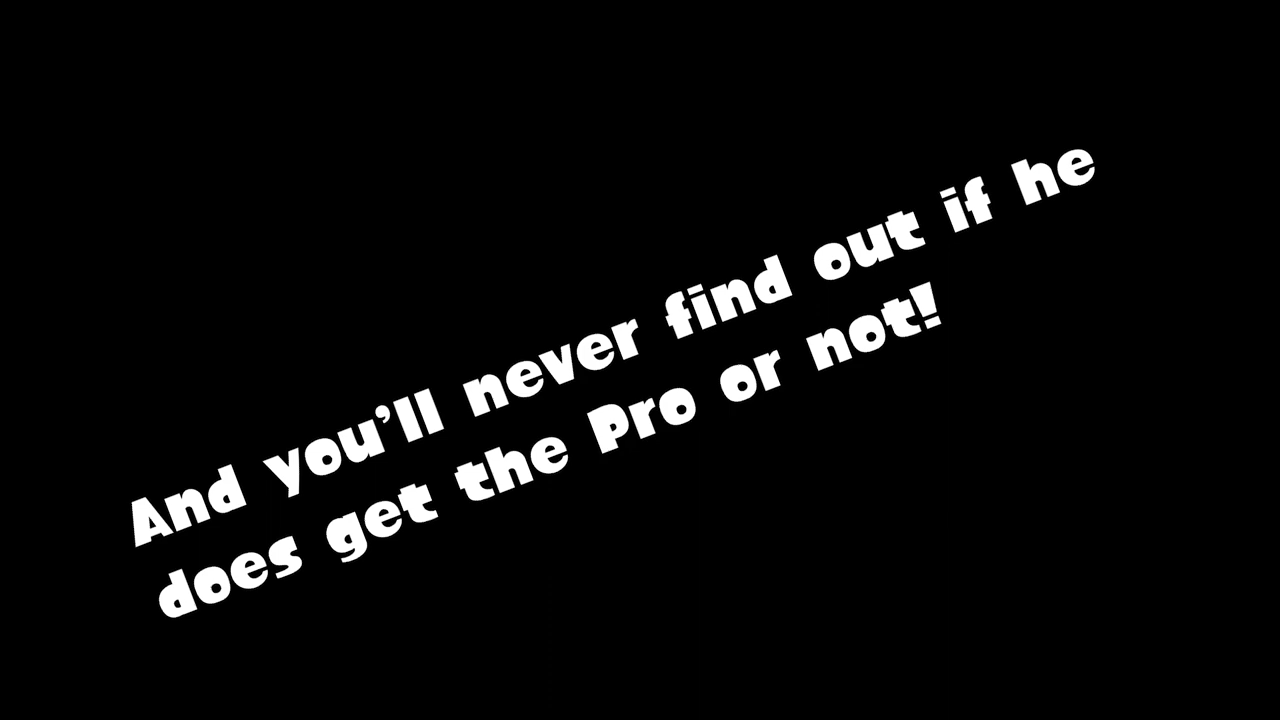 And you’ll never find out if he
does get the Pro or not!